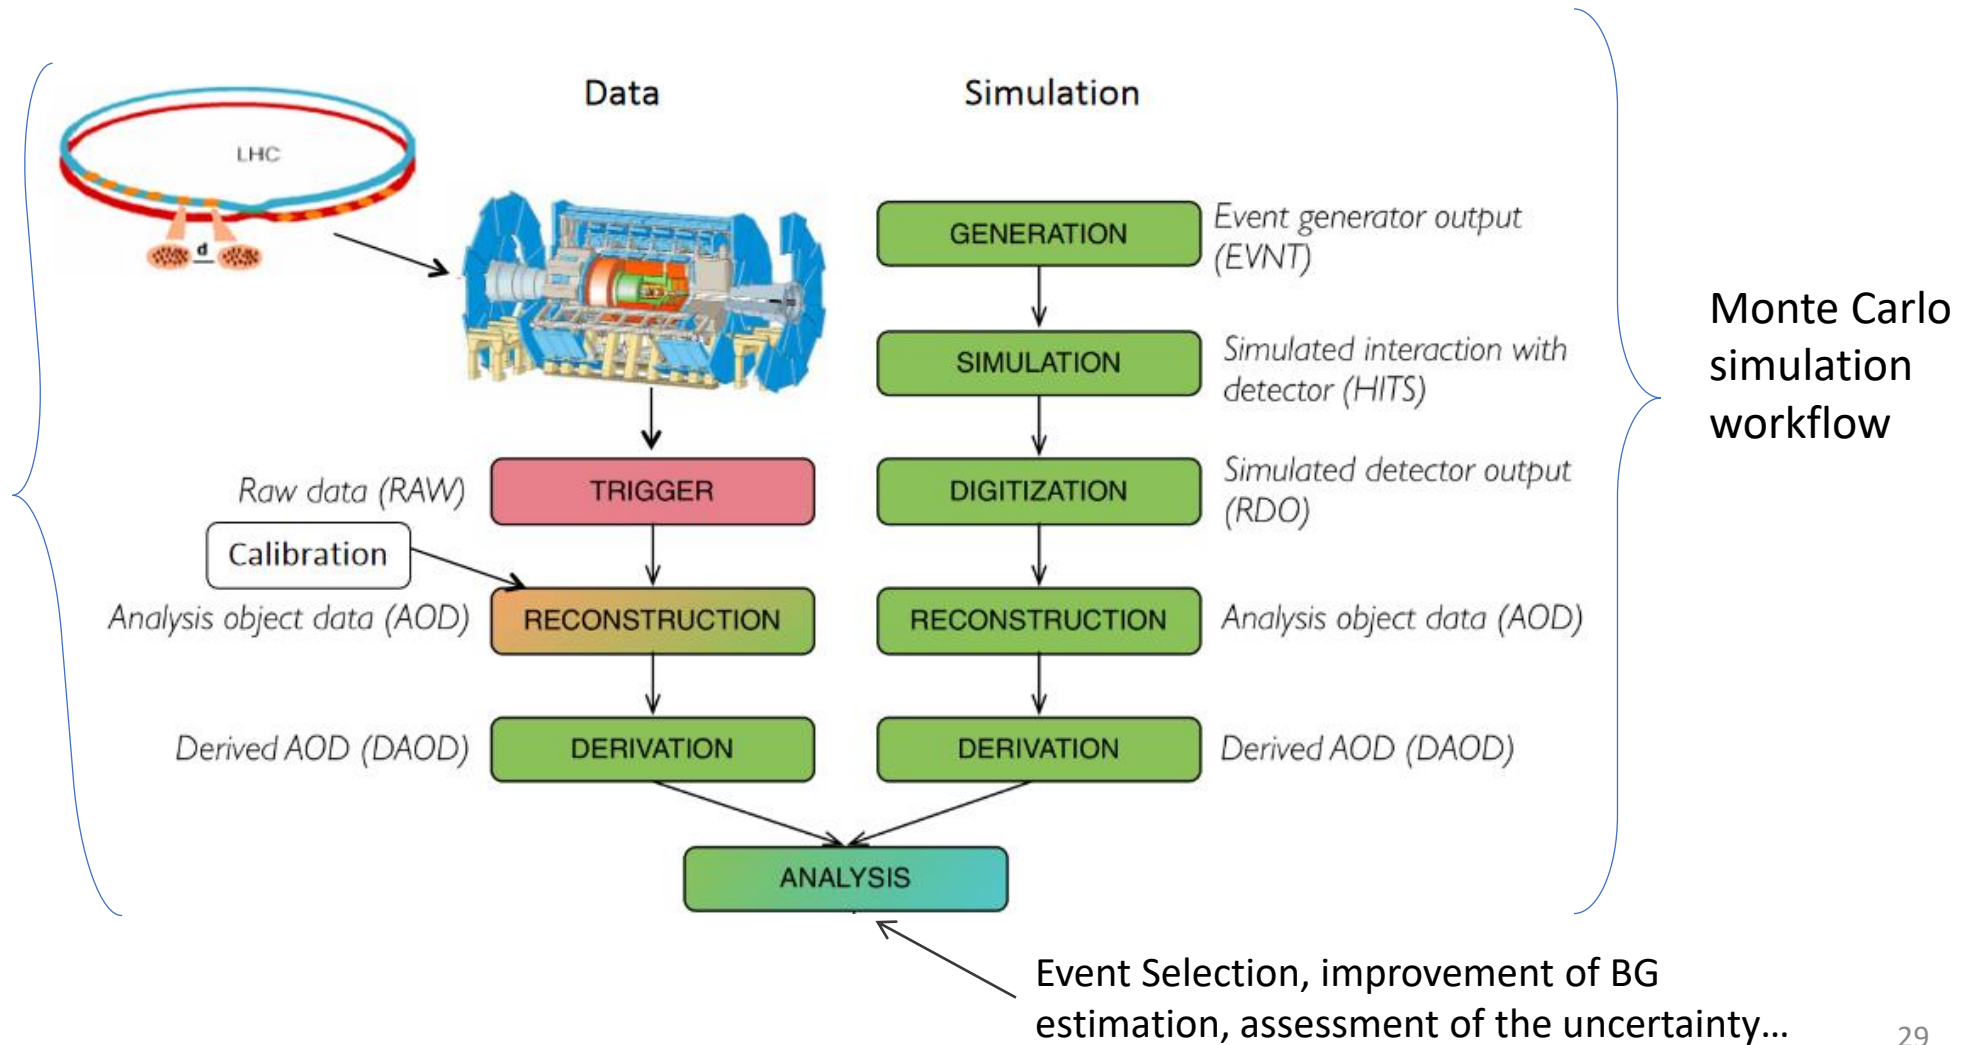 Data
Simulation
LHC
d
GENERATION
Event generator output
(EVNT)
SIMULATION
Simulated interaction with
detector (HITS)
Monte Carlo
simulation
workflow
Raw data (RAW)
TRIGGER
DIGITIZATION
Simulated detector output
(RDO)
Calibration
Analysis object data (AOD)
RECONSTRUCTION
RECONSTRUCTION
Analysis object data (AOD)
Derived AOD (DAOD)
DERIVATION
DERIVATION
Derived AOD (DAOD)
ANALYSIS
Event Selection, improvement of BG
estimation, assessment of the uncertainty...
29